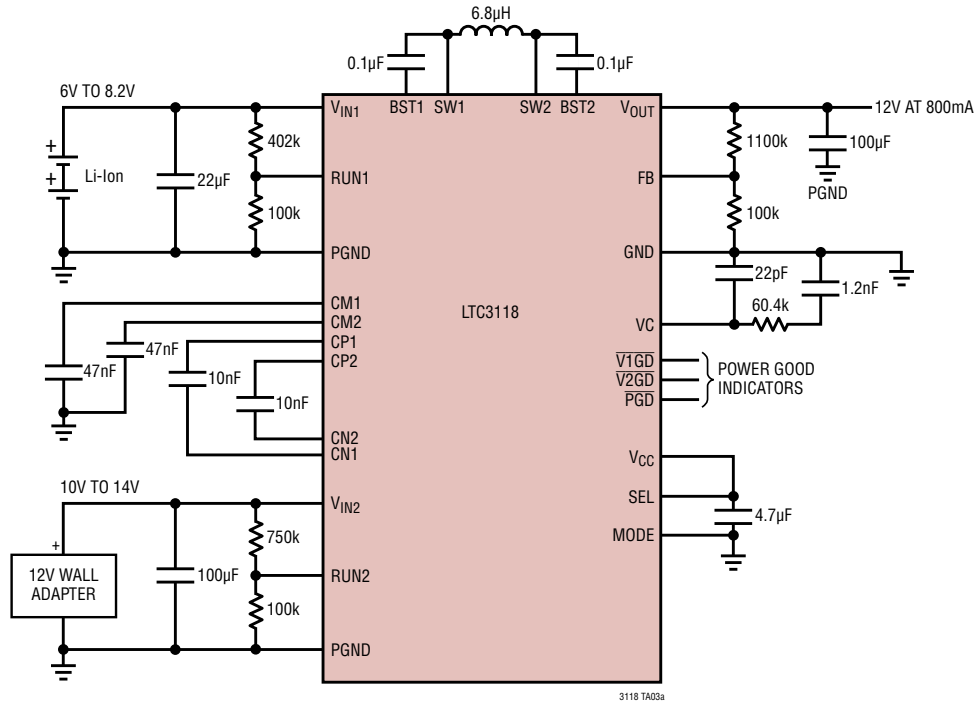 6.8µH
0.1µF
0.1µF
BST1 SW1 SW2 BST2
6V TO 8.2V
VIN1
VOUT
12V AT 800mA
402k
1100k
100µF
PGND
+
+
Li-Ion
22µF
RUN1
FB
100k
100k
PGND
GND
22pF
1.2nF
60.4k
VC
CM1
CM2
CP1
CP2
LTC3118
47nF
47nF
10nF
10nF
CN2
CN1
V1GD
V2GD
PGD
POWER GOOD
INDICATORS
VCC
SEL
MODE
4.7µF
10V TO 14V
VIN2
+
12V WALL
ADAPTER
100µF
750k
RUN2
100k
PGND
3118 TA03a